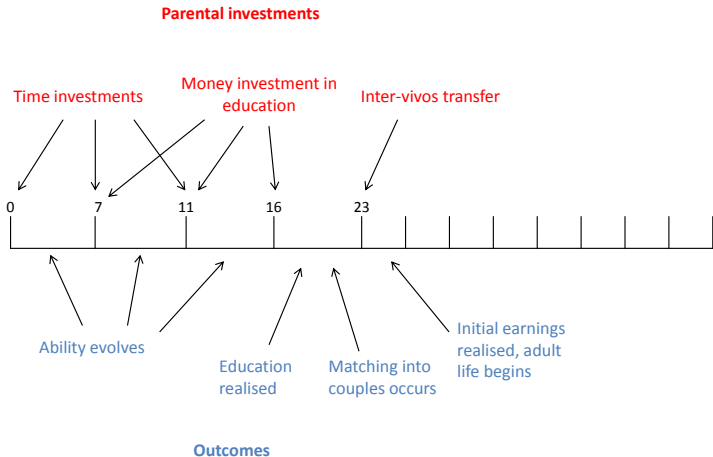 Parental investments
Time investments
Money investment in
education
Inter-vivos transfer
0
7
11
16
23
Ability evolves
Education
realised
Matching into
couples occurs
Initial earnings
realised, adult
life begins
Outcomes